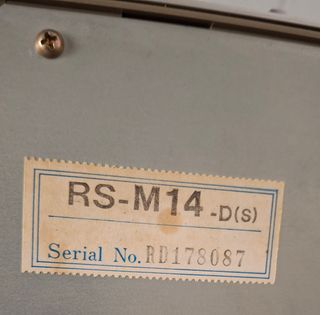 RS-M14 -D(S)
Serial No. RD178087